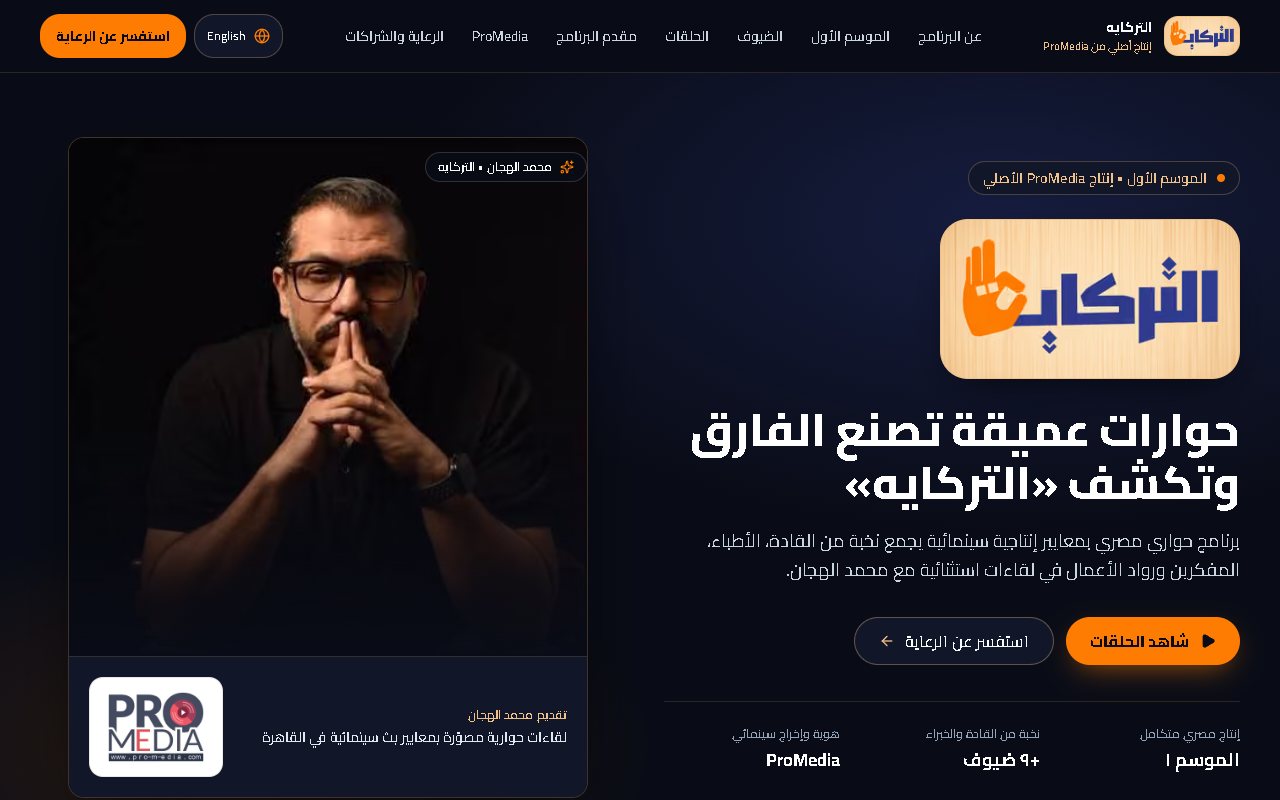 التركايه
إنتاج أصلي من ProMedia
عن البرنامج
الموسم الأول
الضيوف
الحلقات
مقدم البرنامج
ProMedia
الرعاية والشراكات
English
استفسر عن الرعاية
الموسم الأول • إنتاج ProMedia الأصلي
التركايه
حوارات عميقة تصنع الفارق
وتكشف «التركايه»
برنامج حواري مصري بمعايير إنتاجية سينمائية يجمع نخبة من القادة، الأطباء،
المفكرين ورواد الأعمال في لقاءات استثنائية مع محمد الهجان.
شاهد الحلقات
استفسر عن الرعاية
إنتاج مصري متكامل
الموسم ١
نخبة من القادة والخبراء
+٩ ضيوف
هوية وإخراج سينمائي
ProMedia
محمد الهجان • التركايه
تقديم محمد الهجان
لقاءات حوارية مصوّرة بمعايير بث سينمائية في القاهرة
PRO
MEDIA
www.pro-media.com